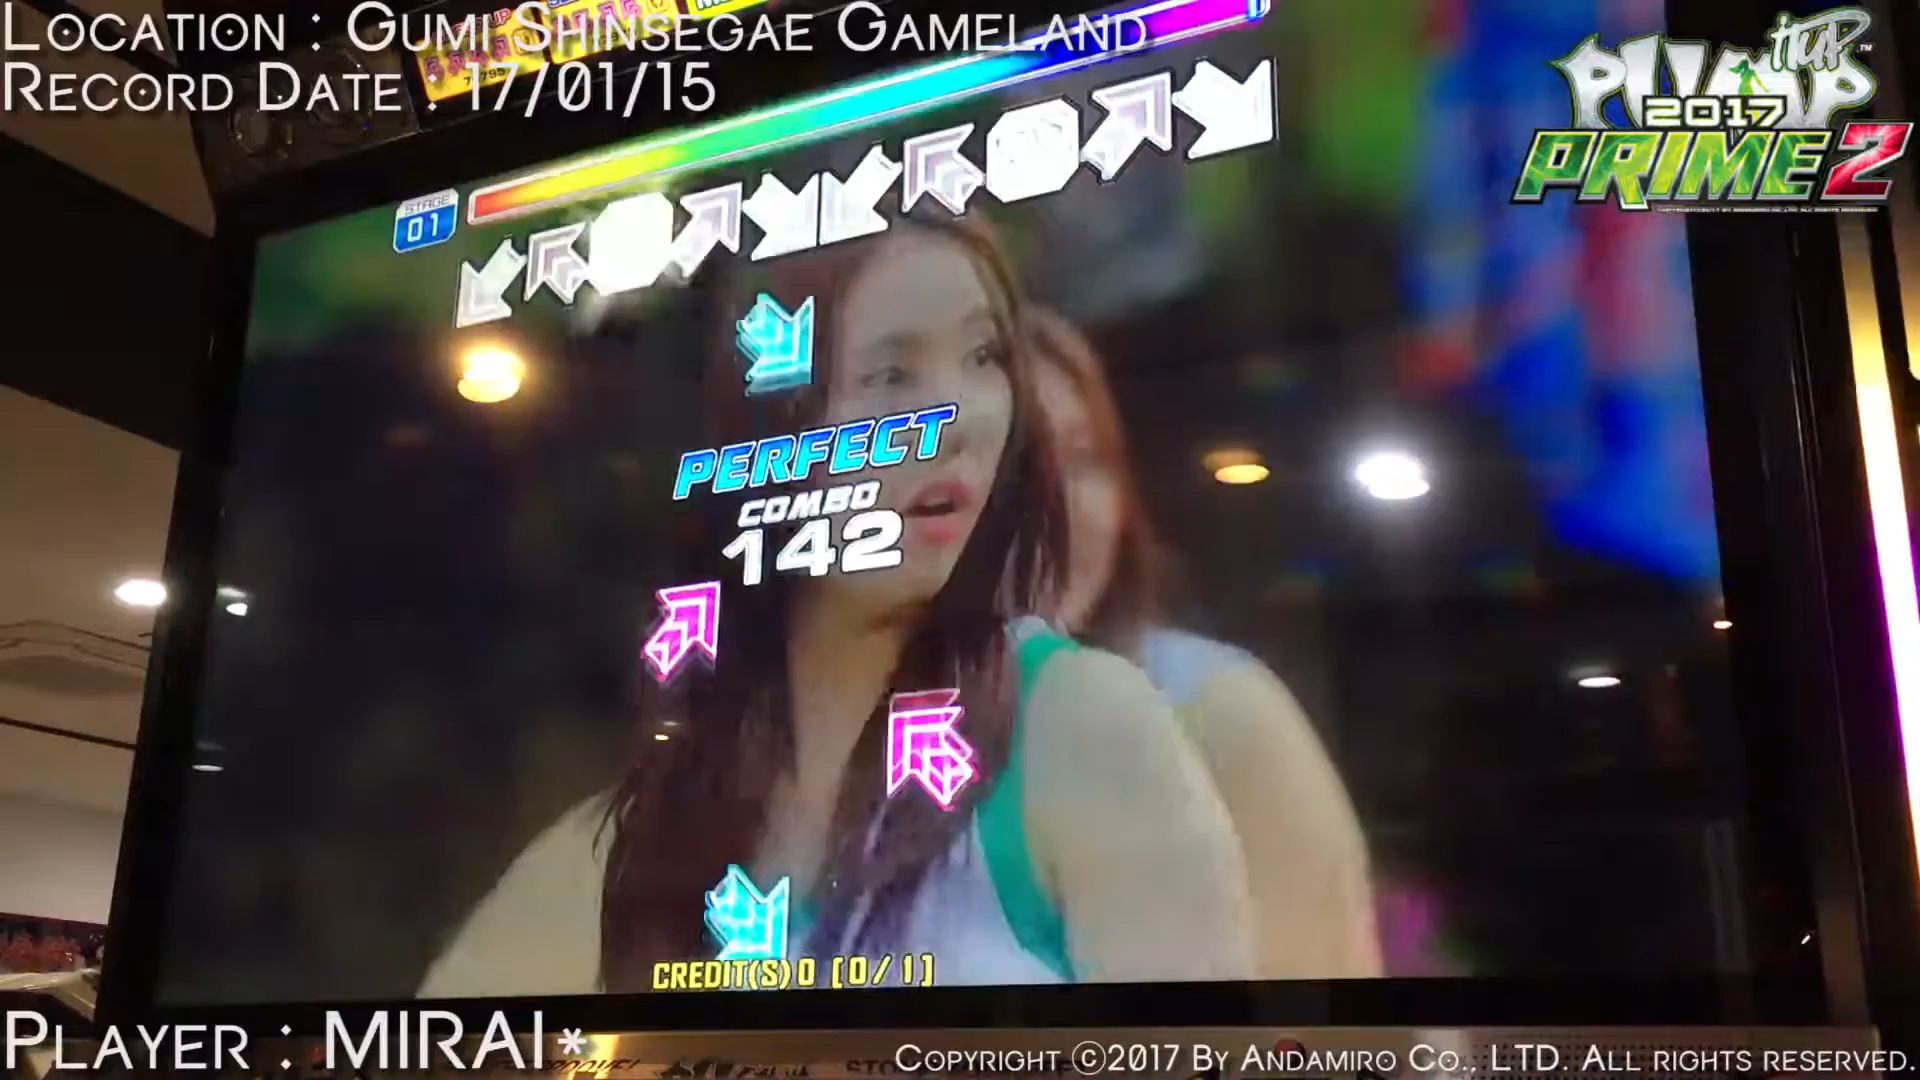 LOCATION : GUMI SHINSEGAE GAMELAND
RECORD DATE : 17/01/15
PUMP it UP™
2017
PRIME 2
STAGE
01
PERFECT
COMBO
142
CREDIT(S) 0 [0/1]
PLAYER : MIRAI*
COPYRIGHT ©2017 BY ANDAMIRO CO., LTD. ALL RIGHTS RESERVED.